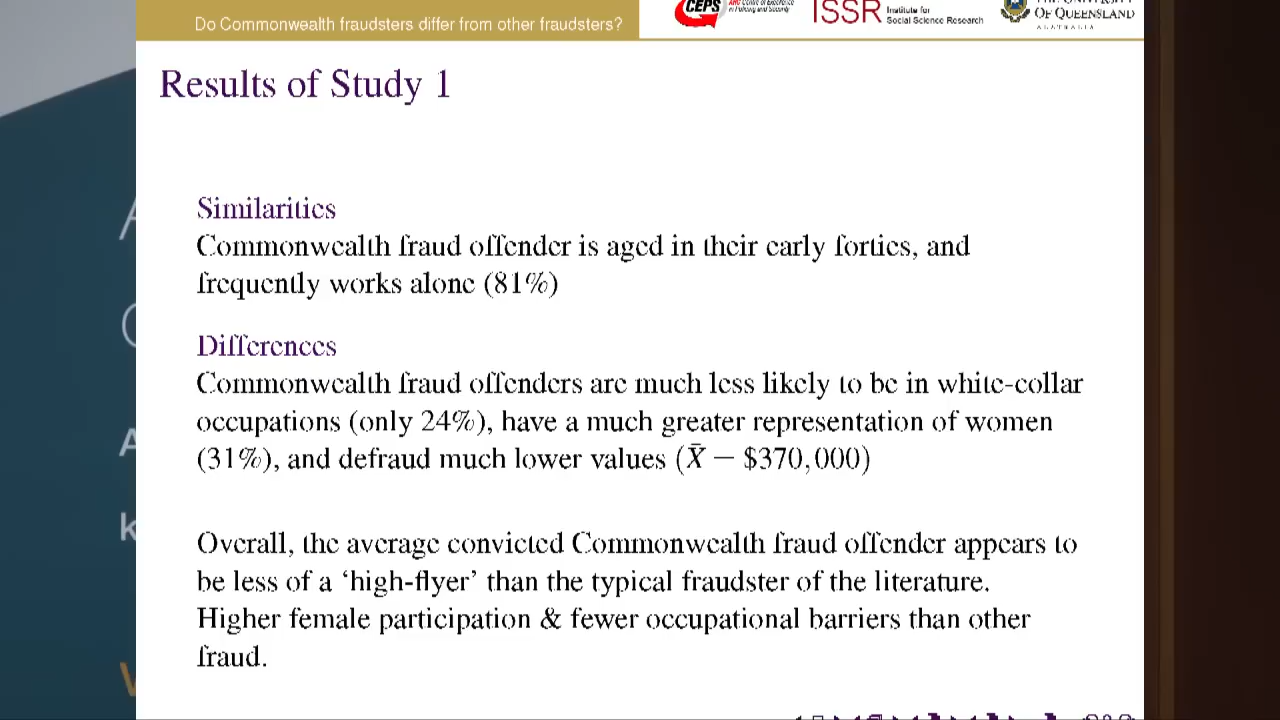 Do Commonwealth fraudsters differ from other fraudsters?
CEPS
ISSR
Institute for
Social Science Research
OF QUEENSLAND
AUSTRALIA
Results of Study 1
Similarities
Commonwealth fraud offender is aged in their early forties, and
frequently works alone (81%)
Differences
Commonwealth fraud offenders are much less likely to be in white-collar
occupations (only 24%), have a much greater representation of women
(31%), and defraud much lower values (X̄ = $370,000)
Overall, the average convicted Commonwealth fraud offender appears to
be less of a ‘high-flyer’ than the typical fraudster of the literature.
Higher female participation & fewer occupational barriers than other
fraud.